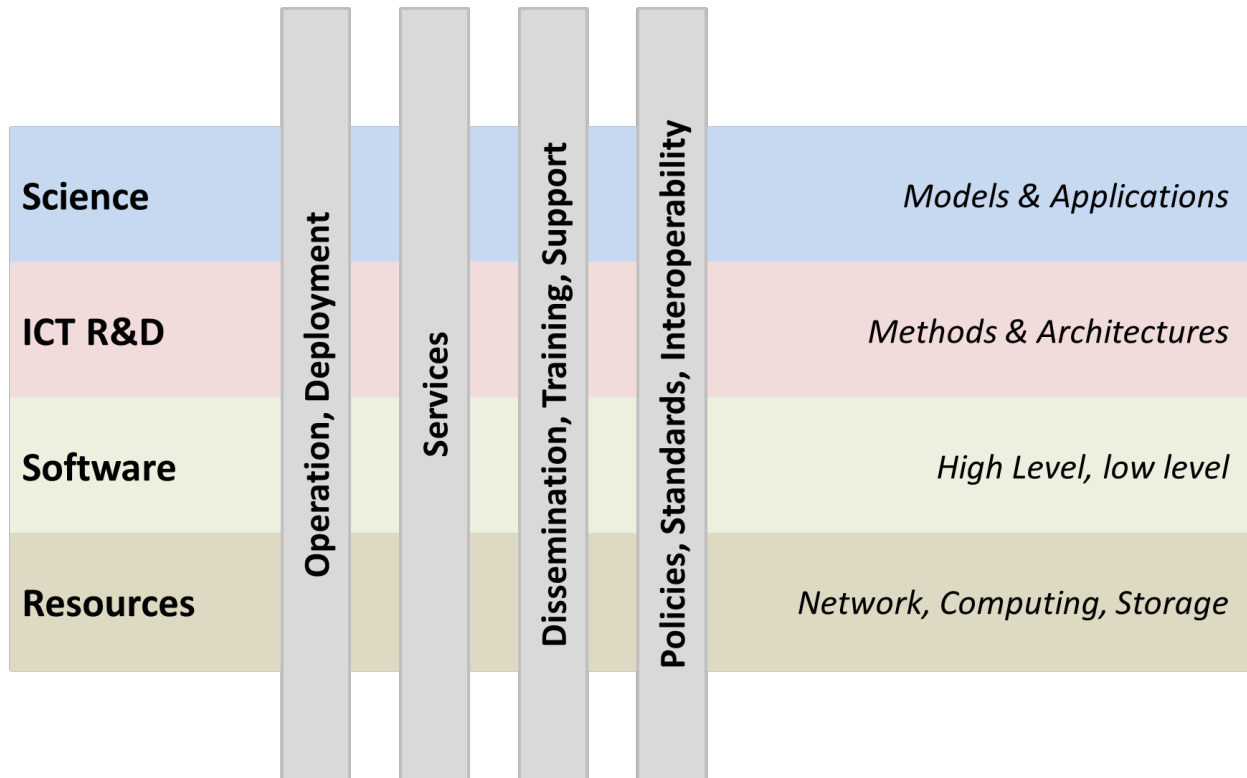 Science
Models & Applications
ICT R&D
Methods & Architectures
Software
High Level, low level
Resources
Network, Computing, Storage
Operation, Deployment
Services
Dissemination, Training, Support
Policies, Standards, Interoperability